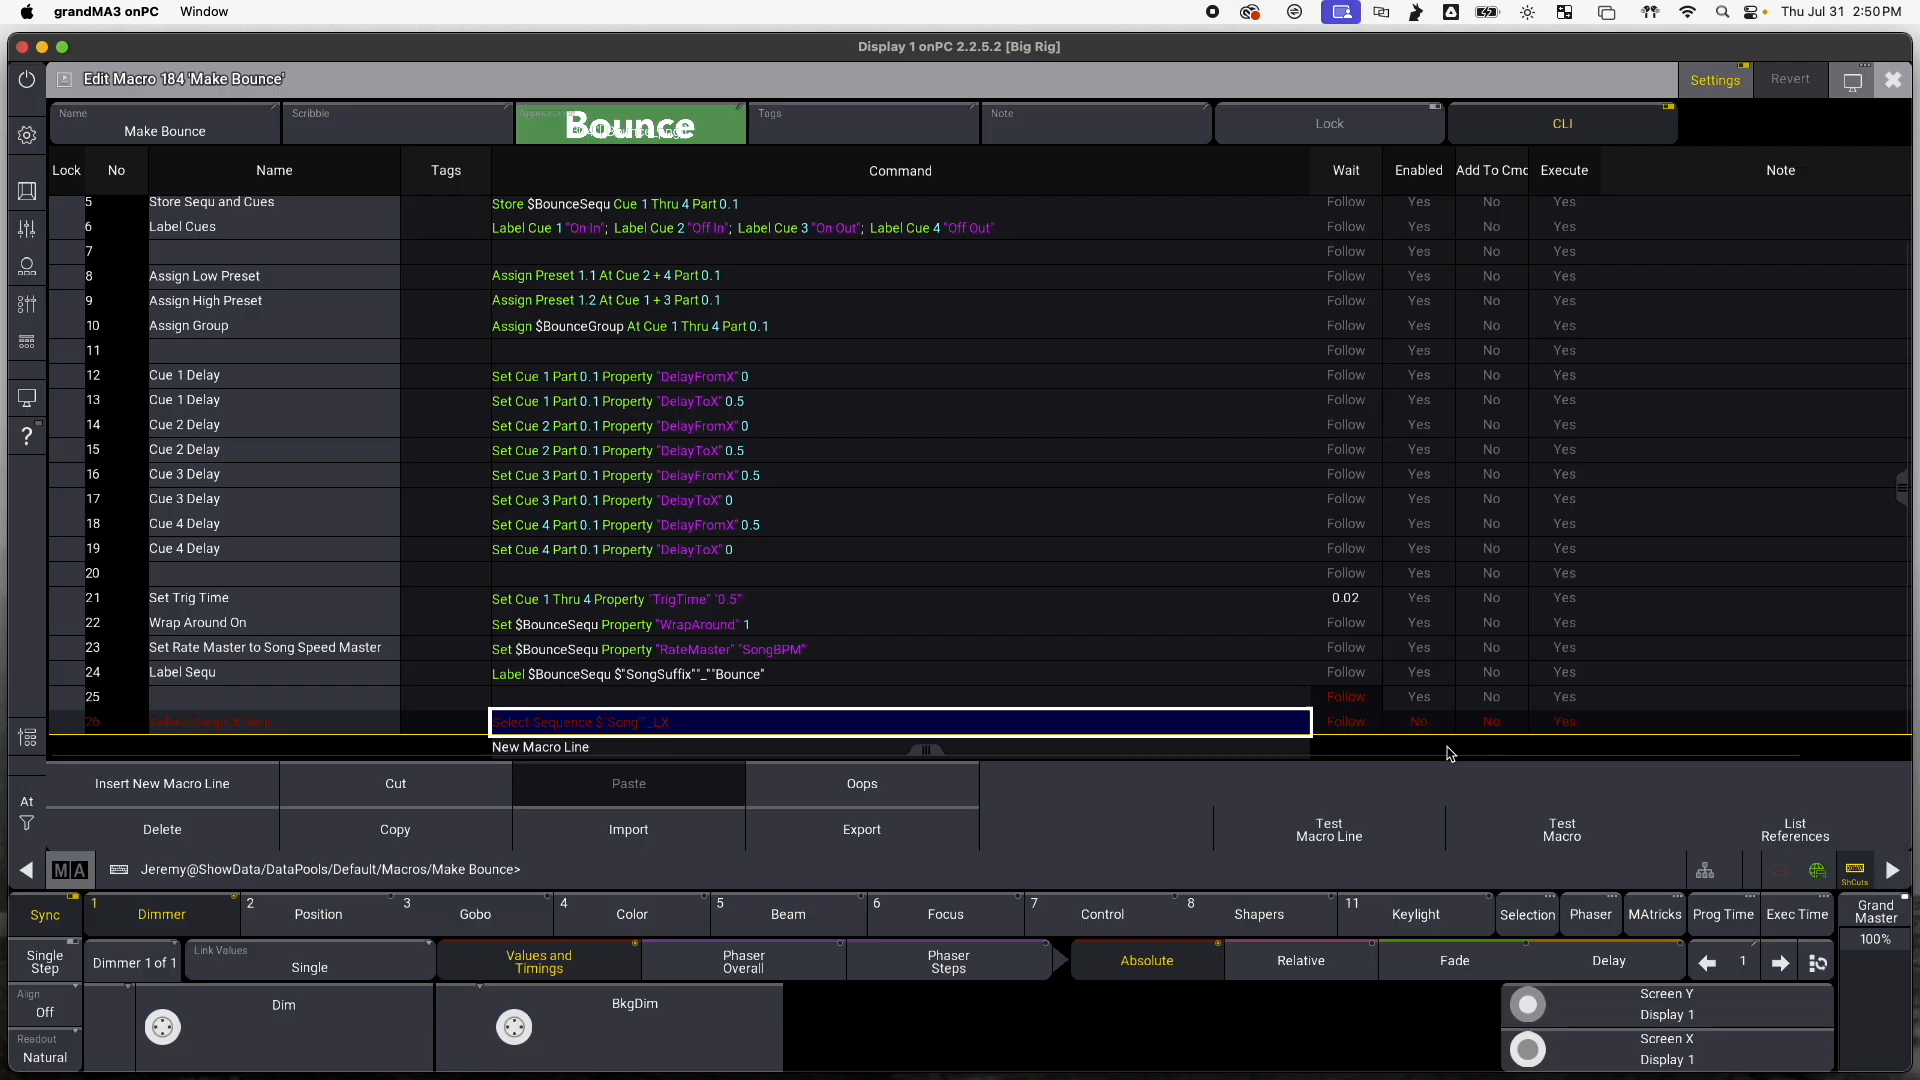 grandMA3 onPC Window Thu Jul 31 2:50 PM
Display 1 onPC 2.2.5.2 [Big Rig]
Edit Macro 184 'Make Bounce' Settings Revert
Name Make Bounce Scribble Appearance Bounce Tags Note Lock CLI
Lock No Name Tags Command Wait Enabled Add To Cmd Execute Note
5 Store Sequ and Cues Store $BounceSequ Cue 1 Thru 4 Part 0.1 Follow Yes No Yes
6 Label Cues Label Cue 1 "On In"; Label Cue 2 "Off In"; Label Cue 3 "On Out"; Label Cue 4 "Off Out" Follow Yes No Yes
7 Follow Yes No Yes
8 Assign Low Preset Assign Preset 1.1 At Cue 2 + 4 Part 0.1 Follow Yes No Yes
9 Assign High Preset Assign Preset 1.2 At Cue 1 + 3 Part 0.1 Follow Yes No Yes
10 Assign Group Assign $BounceGroup At Cue 1 Thru 4 Part 0.1 Follow Yes No Yes
11 Follow Yes No Yes
12 Cue 1 Delay Set Cue 1 Part 0.1 Property "DelayFromX" 0 Follow Yes No Yes
13 Cue 1 Delay Set Cue 1 Part 0.1 Property "DelayToX" 0.5 Follow Yes No Yes
14 Cue 2 Delay Set Cue 2 Part 0.1 Property "DelayFromX" 0 Follow Yes No Yes
15 Cue 2 Delay Set Cue 2 Part 0.1 Property "DelayToX" 0.5 Follow Yes No Yes
16 Cue 3 Delay Set Cue 3 Part 0.1 Property "DelayFromX" 0.5 Follow Yes No Yes
17 Cue 3 Delay Set Cue 3 Part 0.1 Property "DelayToX" 0 Follow Yes No Yes
18 Cue 4 Delay Set Cue 4 Part 0.1 Property "DelayFromX" 0.5 Follow Yes No Yes
19 Cue 4 Delay Set Cue 4 Part 0.1 Property "DelayToX" 0 Follow Yes No Yes
20 Follow Yes No Yes
21 Set Trig Time Set Cue 1 Thru 4 Property "TrigTime" "0.5" 0.02 Yes No Yes
22 Wrap Around On Set $BounceSequ Property "WrapAround" 1 Follow Yes No Yes
23 Set Rate Master to Song Speed Master Set $BounceSequ Property "RateMaster" "SongBPM" Follow Yes No Yes
24 Label Sequ Label $BounceSequ $"SongSuffix""_""Bounce" Follow Yes No Yes
25 Follow Yes No Yes
26 Select Sequence $"Song"_LX Follow No No Yes
New Macro Line
Insert New Macro Line Cut Paste Oops
Delete Copy Import Export Test Macro Line Test Macro List References
At
MA Jeremy@ShowData/DataPools/Default/Macros/Make Bounce> ShCuts
Sync 1 Dimmer 2 Position 3 Gobo 4 Color 5 Beam 6 Focus 7 Control 8 Shapers 11 Keylight Selection Phaser MAtricks Prog Time Exec Time Grand Master
100%
Single Step Dimmer 1 of 1 Link Values Single Values and Timings Phaser Overall Phaser Steps Absolute Relative Fade Delay 1
Align Off Dim BkgDim Screen Y Display 1
Readout Natural Screen X Display 1